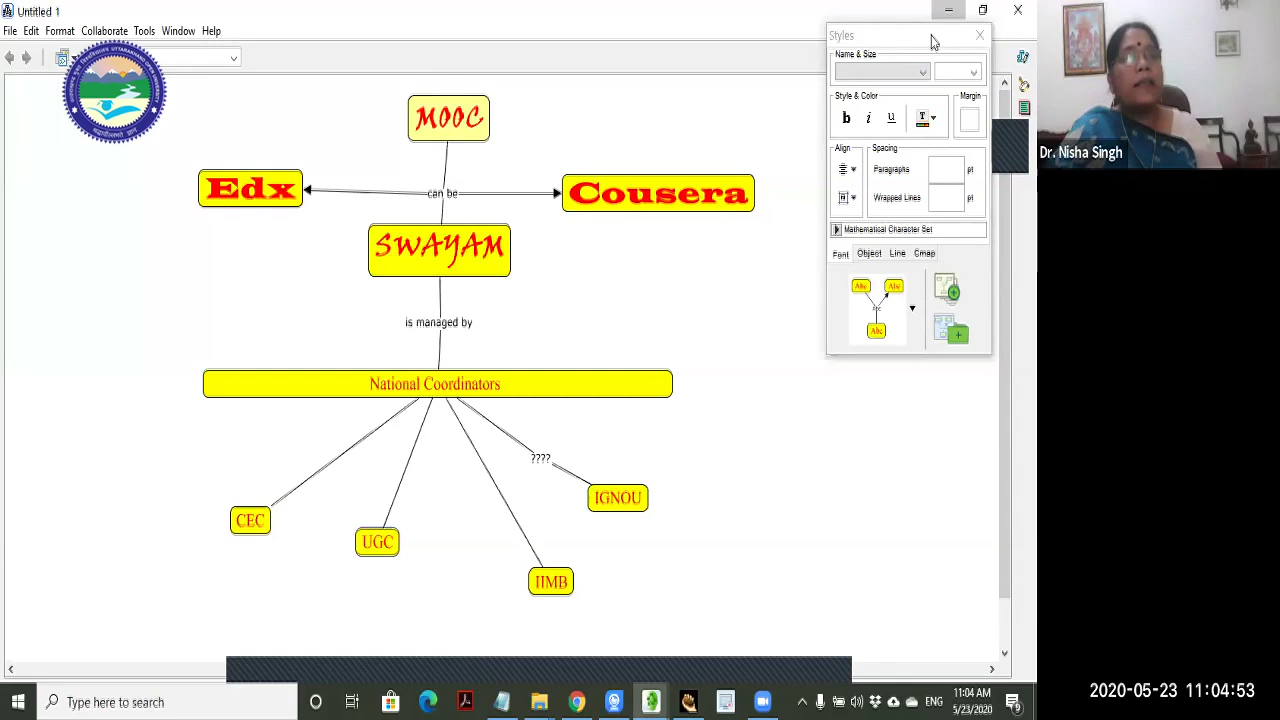 Untitled 1
File Edit Format Collaborate Tools Window Help
Styles
Name & Size
Style & Color
Margin
b i u T
Align
Spacing
Paragraphs
pt
Wrapped Lines
pt
Mathematical Character Set
Font Object Line Cmap
Abc
Abc
Abc
MOOC
Edx
can be
Cousera
SWAYAM
is managed by
National Coordinators
????
IGNOU
CEC
UGC
IIMB
Dr. Nisha Singh
2020-05-23 11:04:53
Type here to search
ENG
11:04 AM
5/23/2020